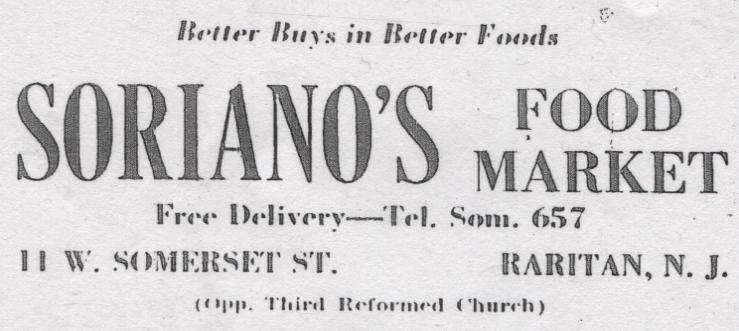 Better Buys in Better Foods
SORIANO'S FOOD MARKET
Free Delivery—Tel. Som. 657
11 W. SOMERSET ST. RARITAN, N. J.
(Opp. Third Reformed Church)